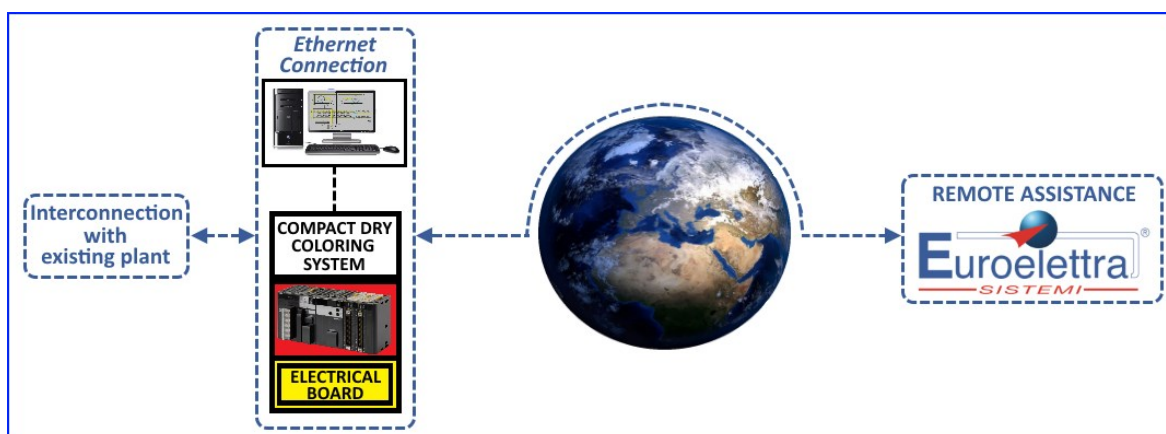 Ethernet
Connection
Interconnection
with
existing plant
COMPACT DRY
COLORING
SYSTEM
ELECTRICAL
BOARD
REMOTE ASSISTANCE
Euroelettra®
SISTEMI